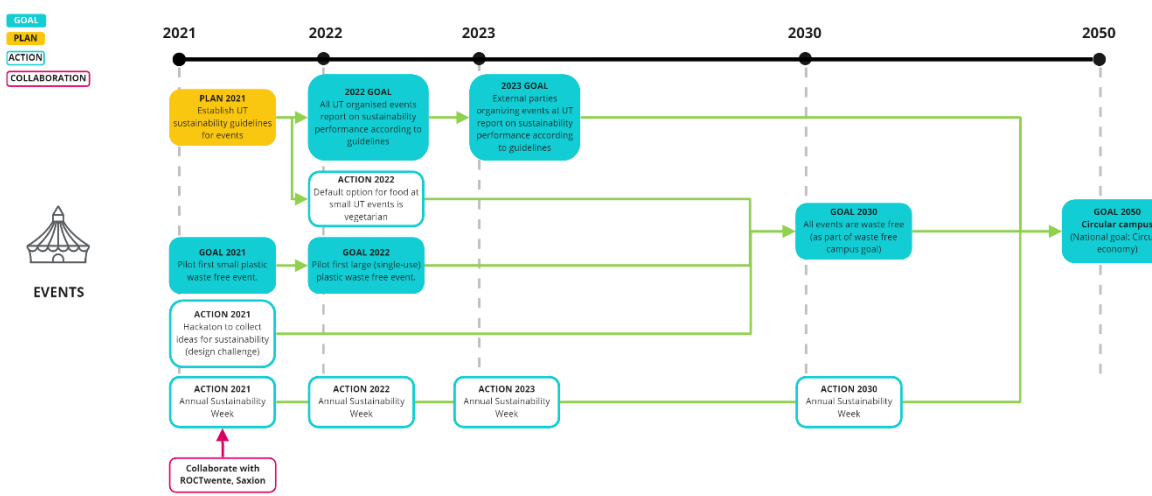 GOAL
PLAN
ACTION
COLLABORATION
2021
2022
2023
2030
2050
PLAN 2021
Establish UT
sustainability guidelines
for events
2022 GOAL
All UT organised events
report on sustainability
performance according to
guidelines
2023 GOAL
External parties
organizing events at UT
report on sustainability
performance according
to guidelines
ACTION 2022
Default option for food at
small UT events is
vegetarian
GOAL 2030
All events are waste free
(as part of waste free
campus goal)
GOAL 2050
Circular campus
(National goal: Circu
economy)
GOAL 2021
Pilot first small plastic
waste free event.
GOAL 2022
Pilot first large (single-use)
plastic waste free event.
EVENTS
ACTION 2021
Hackaton to collect
ideas for sustainability
(design challenge)
ACTION 2021
Annual Sustainability
Week
ACTION 2022
Annual Sustainability
Week
ACTION 2023
Annual Sustainability
Week
ACTION 2030
Annual Sustainability
Week
Collaborate with
ROCTwente, Saxion